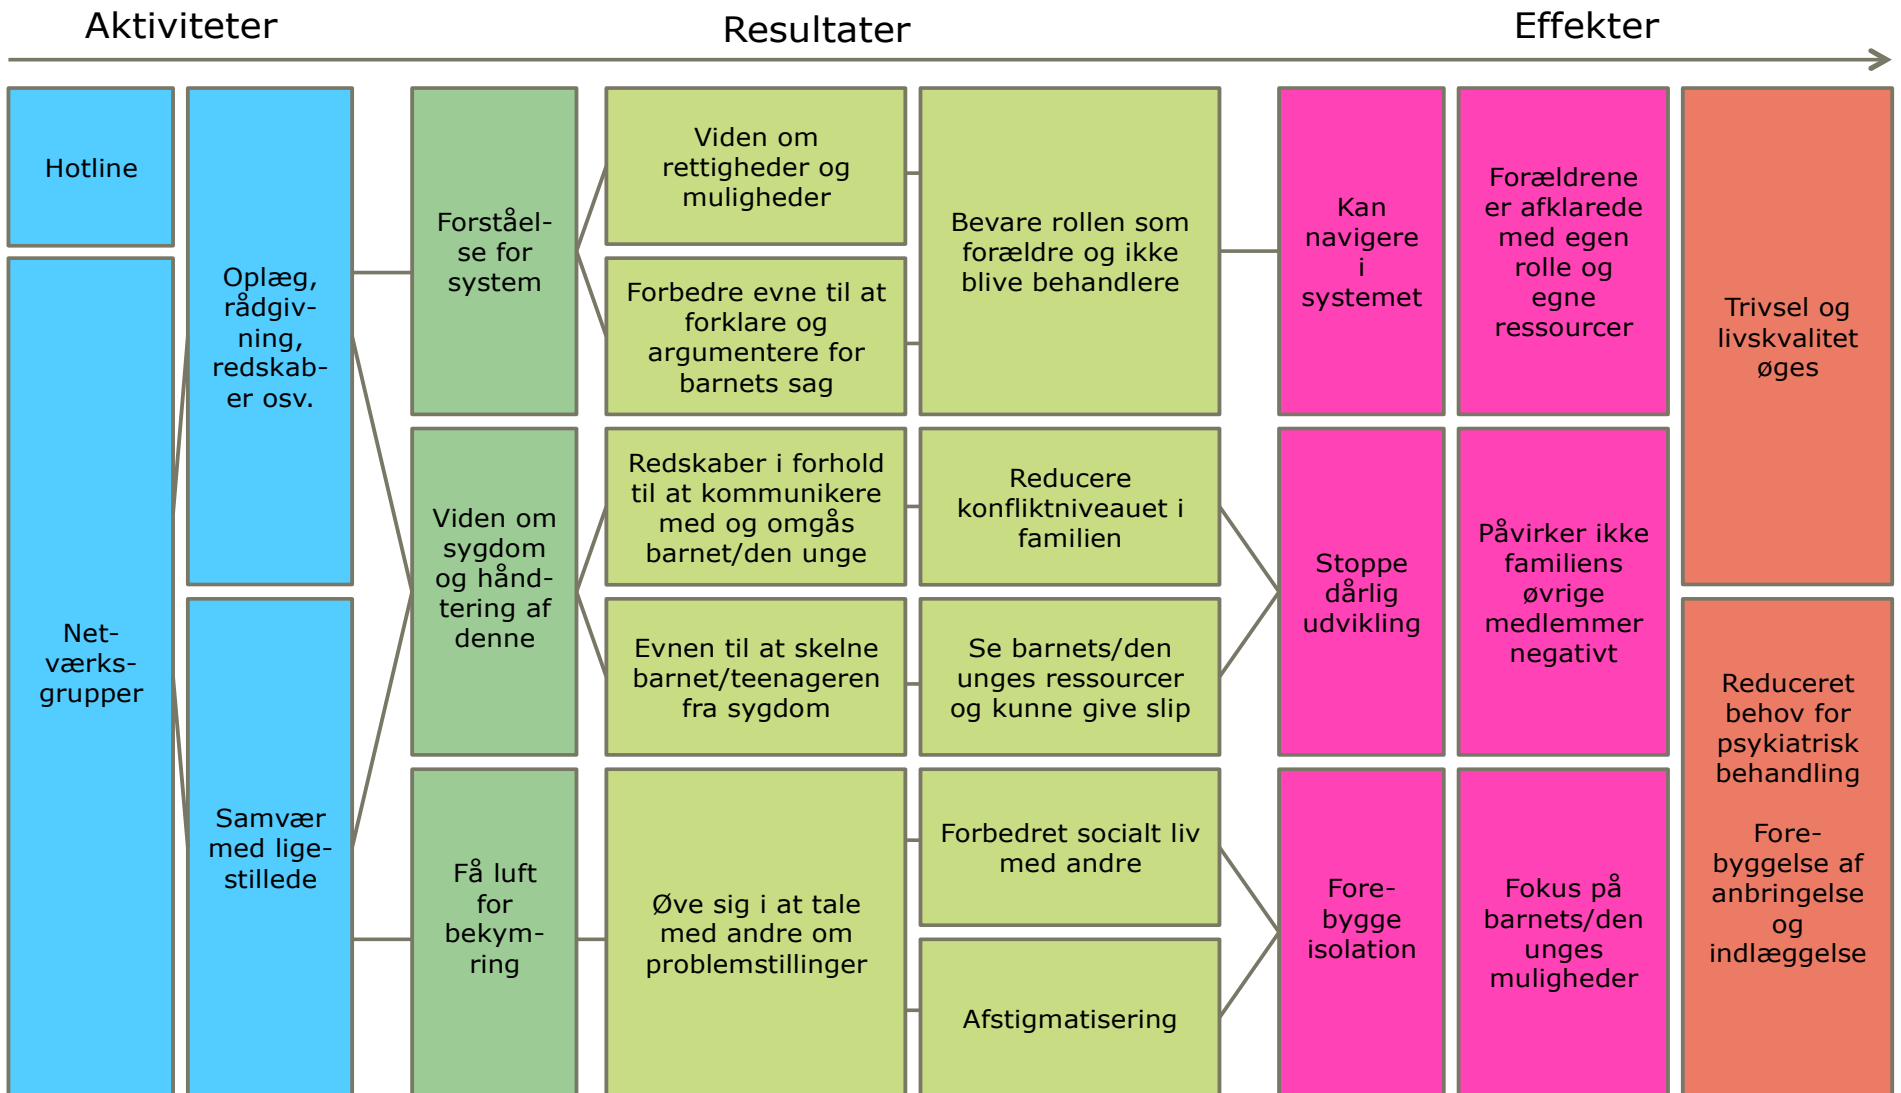 Aktiviteter
Resultater
Effekter
Hotline
Net-
værks-
grupper
Oplæg,
rådgiv-
ning,
redskab-
er osv.
Samvær
med lige-
stillede
Forståel-
se for
system
Viden om
sygdom
og hånd-
tering af
denne
Få luft
for
bekym-
ring
Viden om
rettigheder og
muligheder
Forbedre evne til at
forklare og
argumentere for
barnets sag
Redskaber i forhold
til at kommunikere
med og omgås
barnet/den unge
Evnen til at skelne
barnet/teenageren
fra sygdom
Øve sig i at tale
med andre om
problemstillinger
Bevare rollen som
forældre og ikke
blive behandlere
Reducere
konfliktniveauet i
familien
Se barnets/den
unges ressourcer
og kunne give slip
Forbedret socialt liv
med andre
Afstigmatisering
Kan
navigere
i
systemet
Stoppe
dårlig
udvikling
Fore-
bygge
isolation
Forældrene
er afklarede
med egen
rolle og
egne
ressourcer
Påvirker ikke
familiens
øvrige
medlemmer
negativt
Fokus på
barnets/den
unges
muligheder
Trivsel og
livskvalitet
øges
Reduceret
behov for
psykiatrisk
behandling
Fore-
byggelse af
anbringelse
og
indlæggelse